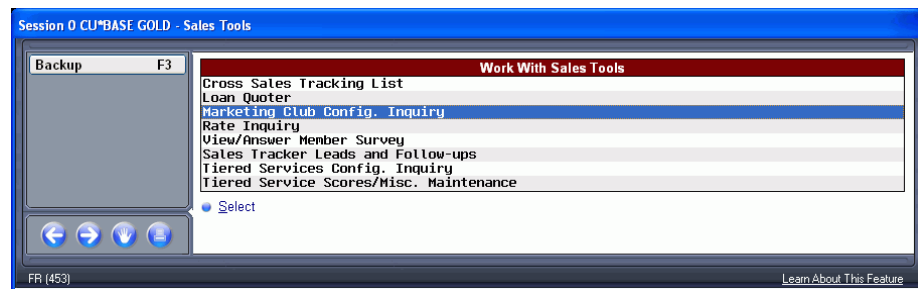 Session 0 CU*BASE GOLD - Sales Tools
Backup F3
Work With Sales Tools
Cross Sales Tracking List
Loan Quoter
Marketing Club Config. Inquiry
Rate Inquiry
View/Answer Member Survey
Sales Tracker Leads and Follow-ups
Tiered Services Config. Inquiry
Tiered Service Scores/Misc. Maintenance
Select
FR (453)
Learn About This Feature